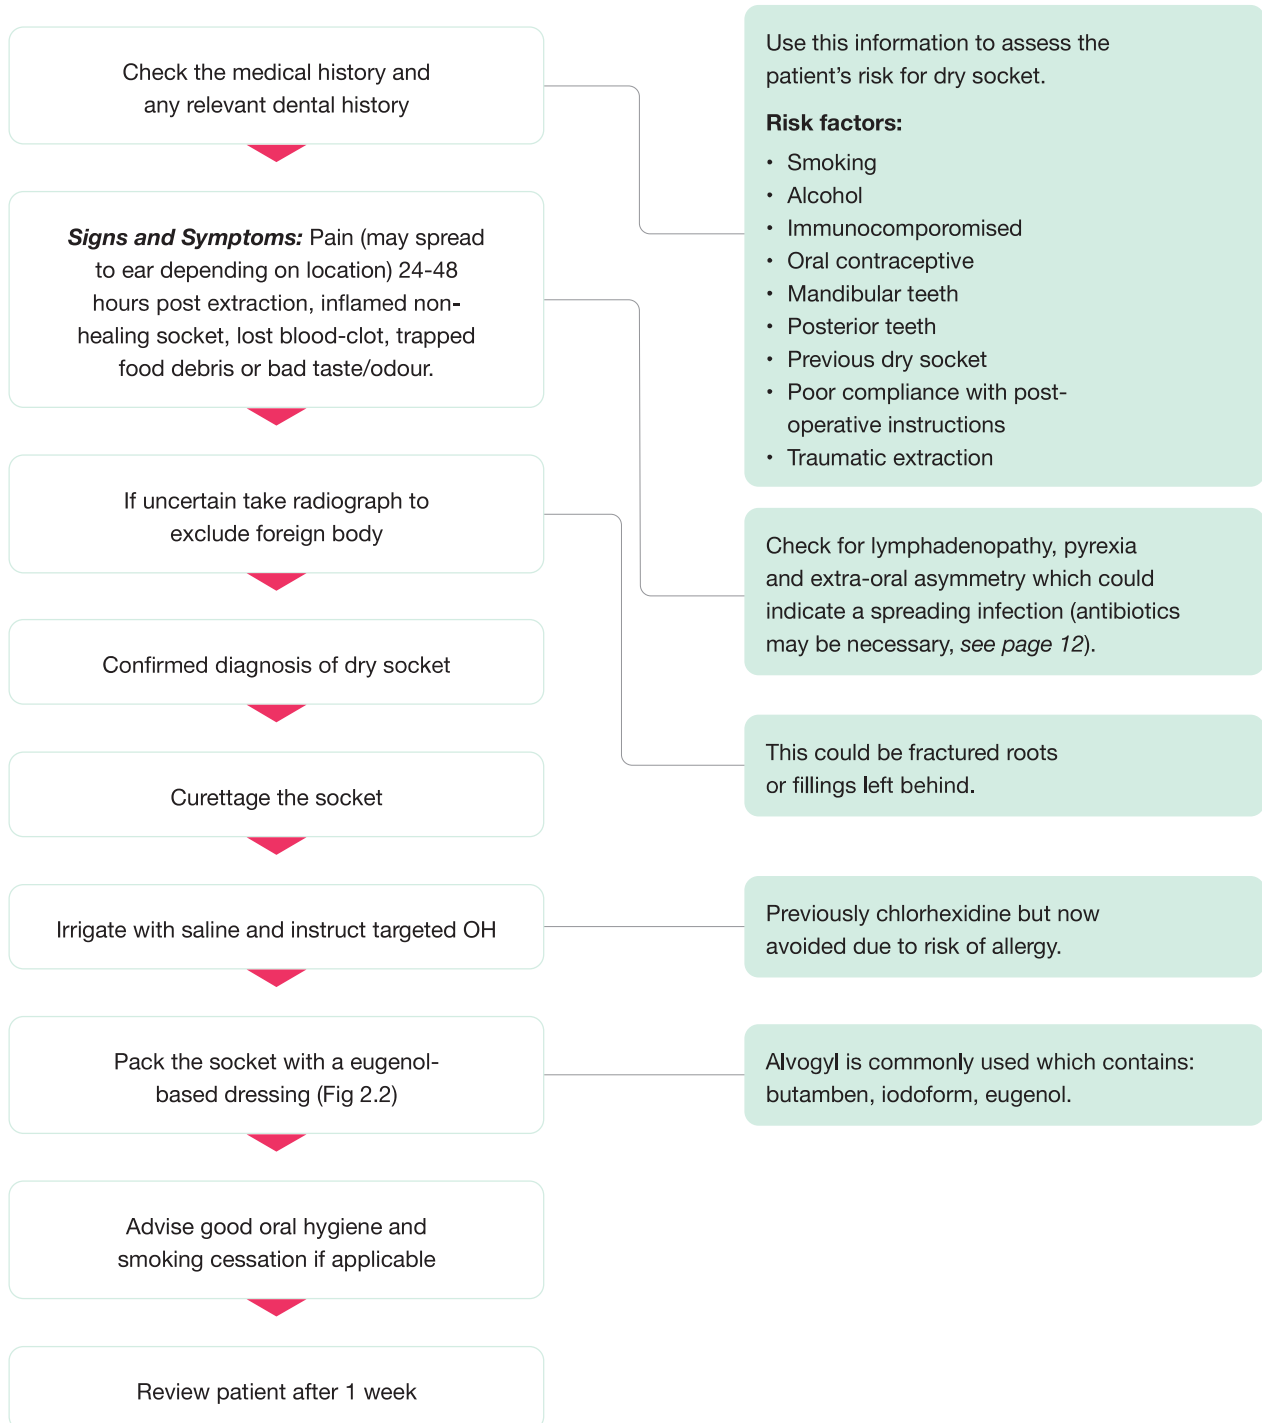 Check the medical history and
any relevant dental history
Use this information to assess the
patient's risk for dry socket.
Risk factors:
• Smoking
• Alcohol
• Immunocomporomised
• Oral contraceptive
• Mandibular teeth
• Posterior teeth
• Previous dry socket
• Poor compliance with post-
operative instructions
• Traumatic extraction
Signs and Symptoms: Pain (may spread
to ear depending on location) 24-48
hours post extraction, inflamed non-
healing socket, lost blood-clot, trapped
food debris or bad taste/odour.
Check for lymphadenopathy, pyrexia
and extra-oral asymmetry which could
indicate a spreading infection (antibiotics
may be necessary, see page 12).
If uncertain take radiograph to
exclude foreign body
This could be fractured roots
or fillings left behind.
Confirmed diagnosis of dry socket
Curettage the socket
Irrigate with saline and instruct targeted OH
Previously chlorhexidine but now
avoided due to risk of allergy.
Pack the socket with a eugenol-
based dressing (Fig 2.2)
Alvogyl is commonly used which contains:
butamben, iodoform, eugenol.
Advise good oral hygiene and
smoking cessation if applicable
Review patient after 1 week